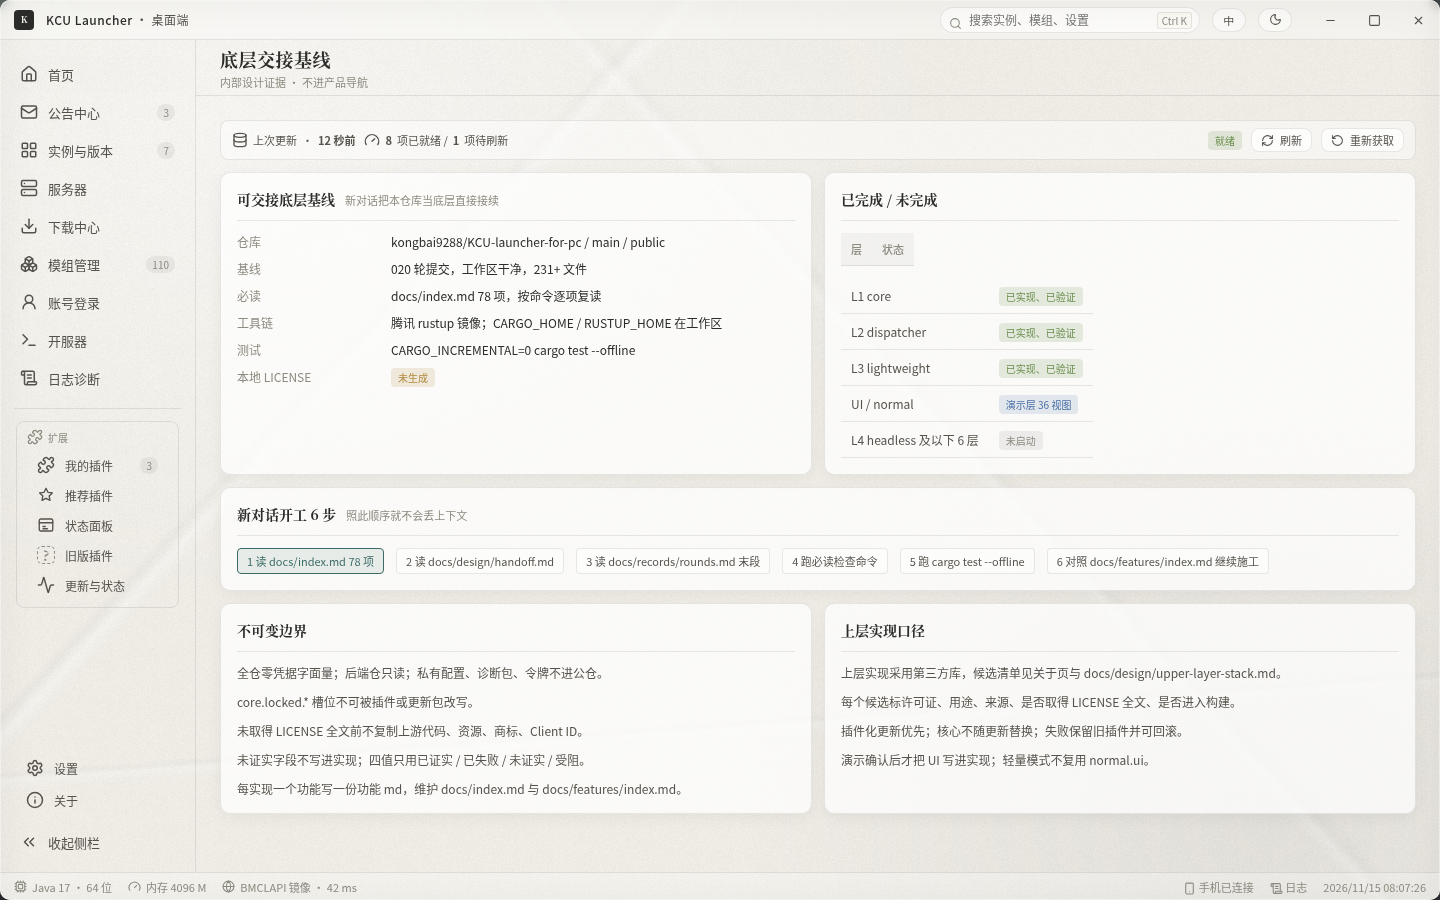 K KCU Launcher · 桌面端
搜索实例、模组、设置 Ctrl K
中
首页
公告中心 3
实例与版本 7
服务器
下载中心
模组管理 110
账号登录
开服器
日志诊断
扩展
我的插件 3
推荐插件
状态面板
旧版插件
更新与状态
设置
关于
收起侧栏
底层交接基线
内部设计证据 · 不进产品导航
上次更新 · 12 秒前 8 项已就绪 / 1 项待刷新
就绪 刷新 重新获取
可交接底层基线 新对话把本仓库当底层直接接续
仓库 kongbai9288/KCU-launcher-for-pc / main / public
基线 020 轮提交，工作区干净，231+ 文件
必读 docs/index.md 78 项，按命令逐项复读
工具链 腾讯 rustup 镜像；CARGO_HOME / RUSTUP_HOME 在工作区
测试 CARGO_INCREMENTAL=0 cargo test --offline
本地 LICENSE 未生成
已完成 / 未完成
层 状态
L1 core 已实现、已验证
L2 dispatcher 已实现、已验证
L3 lightweight 已实现、已验证
UI / normal 演示层 36 视图
L4 headless 及以下 6 层 未启动
新对话开工 6 步 照此顺序就不会丢上下文
1 读 docs/index.md 78 项
2 读 docs/design/handoff.md
3 读 docs/records/rounds.md 末段
4 跑必读检查命令
5 跑 cargo test --offline
6 对照 docs/features/index.md 继续施工
不可变边界
全仓零凭据字面量；后端仓只读；私有配置、诊断包、令牌不进公仓。
core.locked.* 槽位不可被插件或更新包改写。
未取得 LICENSE 全文前不复制上游代码、资源、商标、Client ID。
未证实字段不写进实现；四值只用已证实 / 已失败 / 未证实 / 受阻。
每实现一个功能写一份功能 md，维护 docs/index.md 与 docs/features/index.md。
上层实现口径
上层实现采用第三方库，候选清单见关于页与 docs/design/upper-layer-stack.md。
每个候选标许可证、用途、来源、是否取得 LICENSE 全文、是否进入构建。
插件化更新优先；核心不随更新替换；失败保留旧插件并可回滚。
演示确认后才把 UI 写进实现；轻量模式不复用 normal.ui。
Java 17 · 64 位 内存 4096 M BMCLAPI 镜像 · 42 ms
手机已连接 日志 2026/11/15 08:07:26